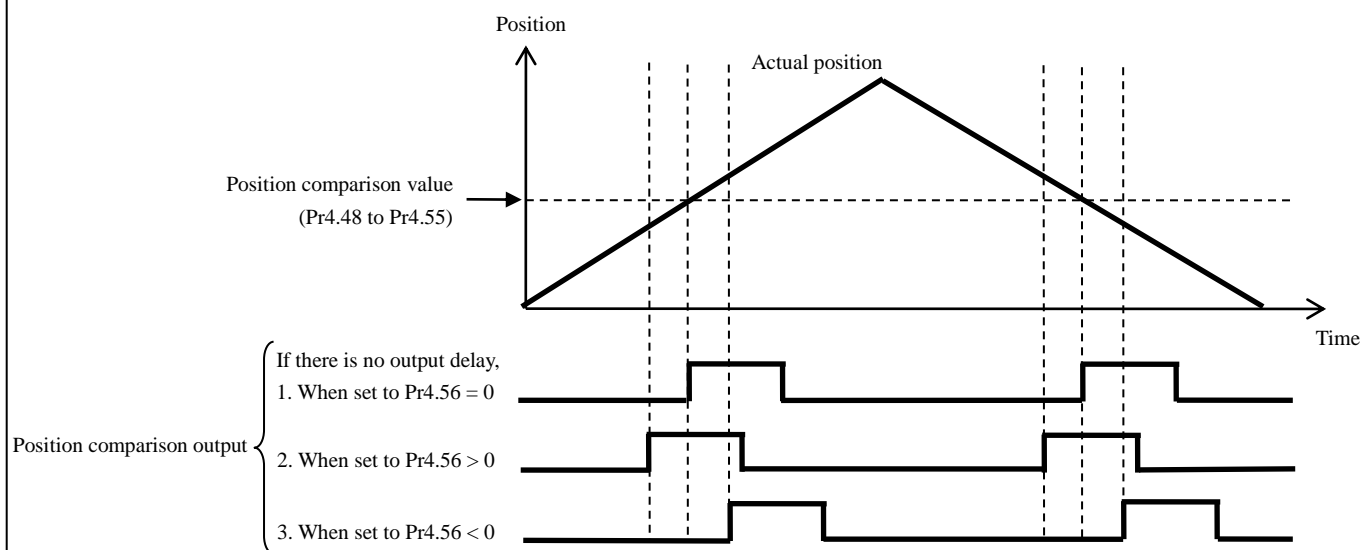 Position
Actual position
Position comparison value
(Pr4.48 to Pr4.55)
Time
If there is no output delay,
1. When set to Pr4.56 = 0
Position comparison output
2. When set to Pr4.56 > 0
3. When set to Pr4.56 < 0